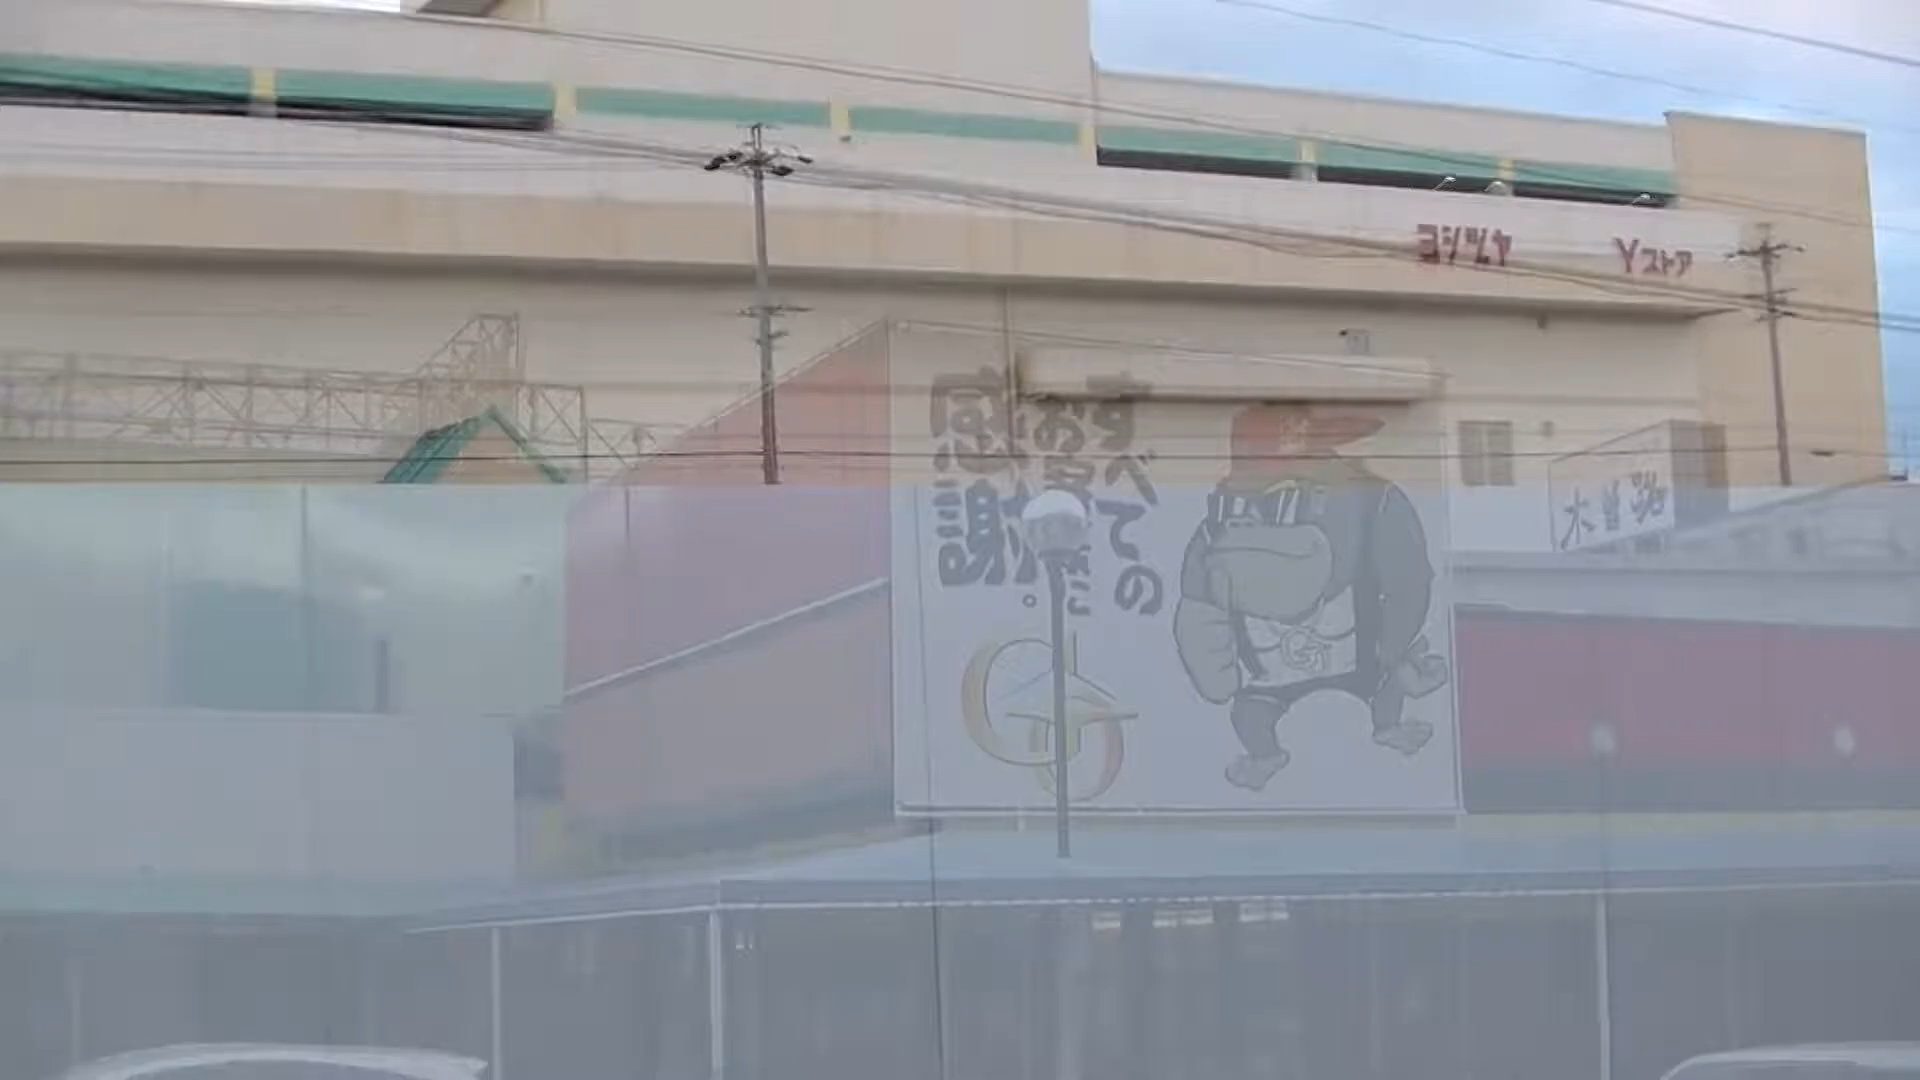 ヨシヅヤ Yストア
すべての
お客様に
感謝。
木曽路